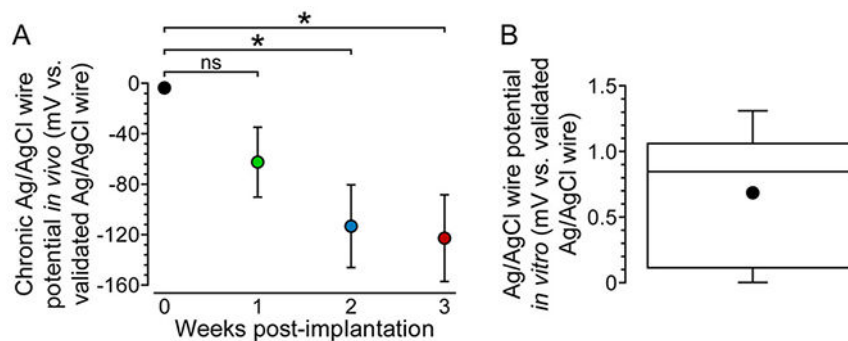 A
*
*
ns
Chronic Ag/AgCl wire
potential in vivo (mV vs.
validated Ag/AgCl wire)
0
-40
-80
-120
-160
0 1 2 3
Weeks post-implantation
B
Ag/AgCl wire potential
in vitro (mV vs. validated
Ag/AgCl wire)
1.5
1.0
0.5
0